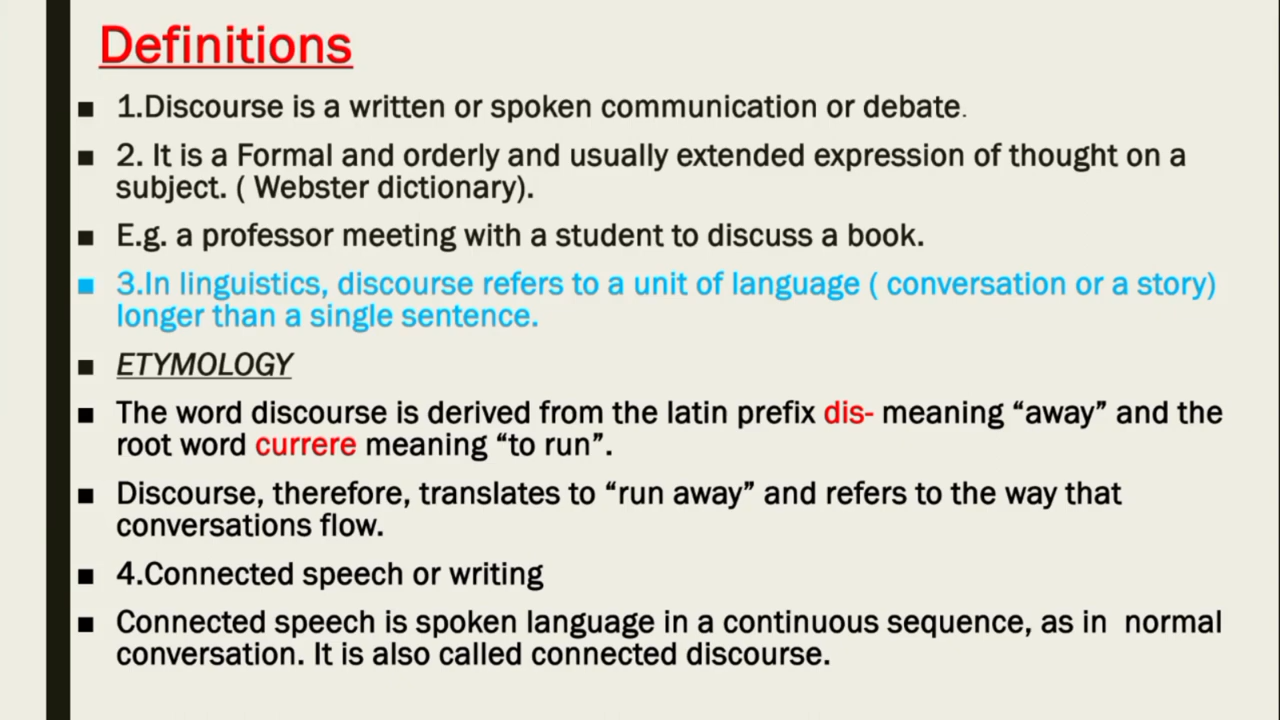 Definitions
■ 1.Discourse is a written or spoken communication or debate.
■ 2. It is a Formal and orderly and usually extended expression of thought on a
subject. ( Webster dictionary).
■ E.g. a professor meeting with a student to discuss a book.
■ 3.In linguistics, discourse refers to a unit of language ( conversation or a story)
longer than a single sentence.
■ ETYMOLOGY
■ The word discourse is derived from the latin prefix dis- meaning “away” and the
root word currere meaning “to run”.
■ Discourse, therefore, translates to “run away” and refers to the way that
conversations flow.
■ 4.Connected speech or writing
■ Connected speech is spoken language in a continuous sequence, as in  normal
conversation. It is also called connected discourse.